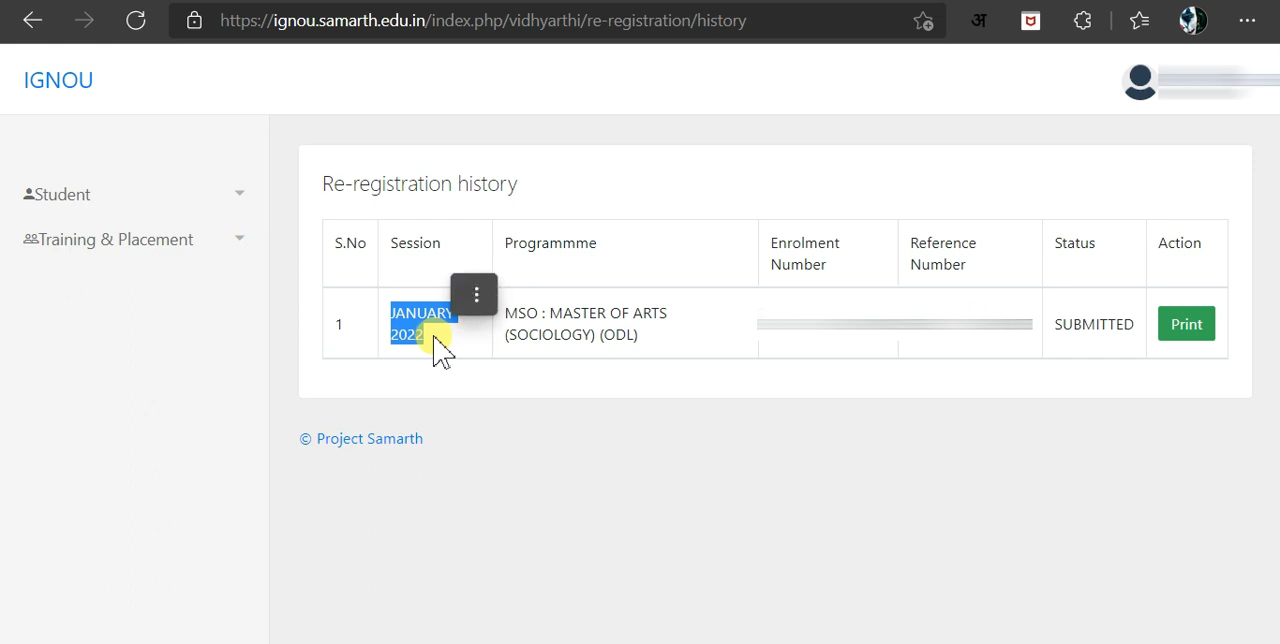 https://ignou.samarth.edu.in/index.php/vidhyarthi/re-registration/history
अ
IGNOU
Student
Training & Placement
Re-registration history
S.No Session Programmme Enrolment Number Reference Number Status Action
1 JANUARY 2022 MSO : MASTER OF ARTS (SOCIOLOGY) (ODL) SUBMITTED Print
© Project Samarth